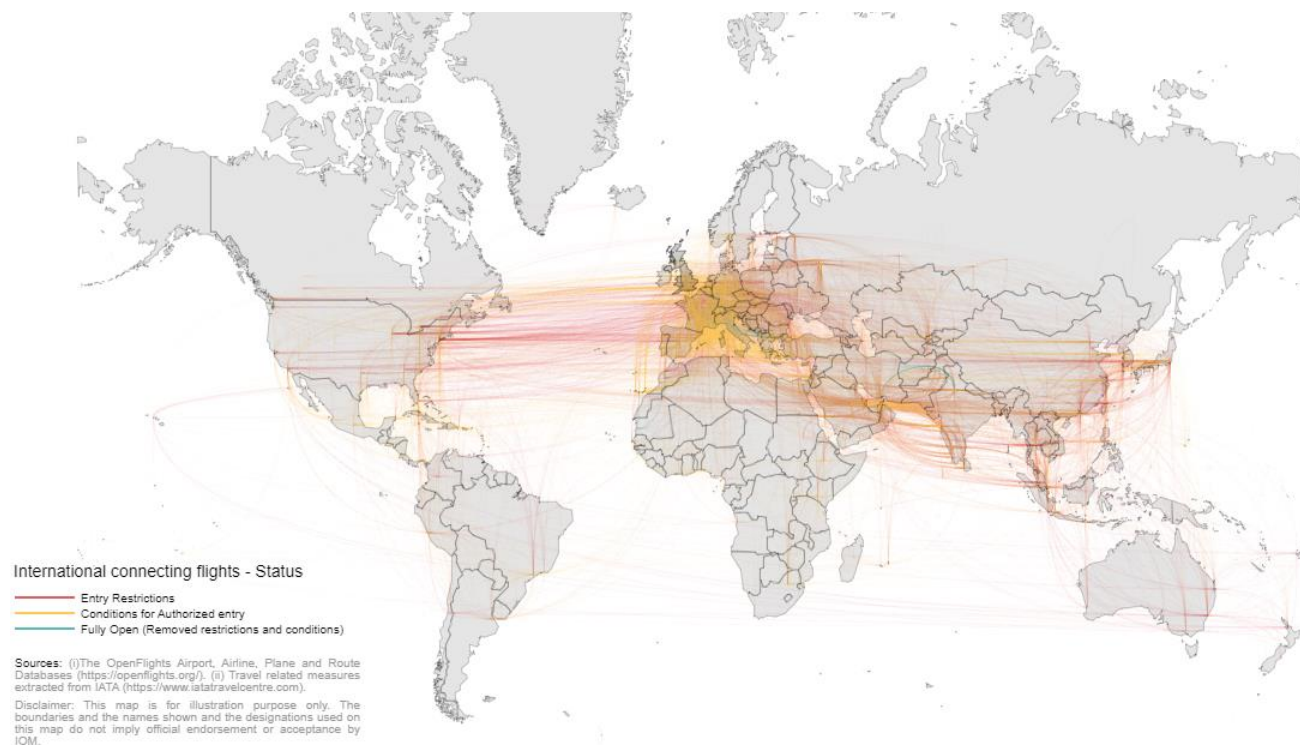 International connecting flights - Status
Entry Restrictions
Conditions for Authorized entry
Fully Open (Removed restrictions and conditions)
Sources: (i)The OpenFlights Airport, Airline, Plane and Route
Databases (https://openflights.org/). (ii) Travel related measures
extracted from IATA (https://www.iatatravelcentre.com).
Disclaimer: This map is for illustration purpose only. The
boundaries and the names shown and the designations used on
this map do not imply official endorsement or acceptance by
IOM.